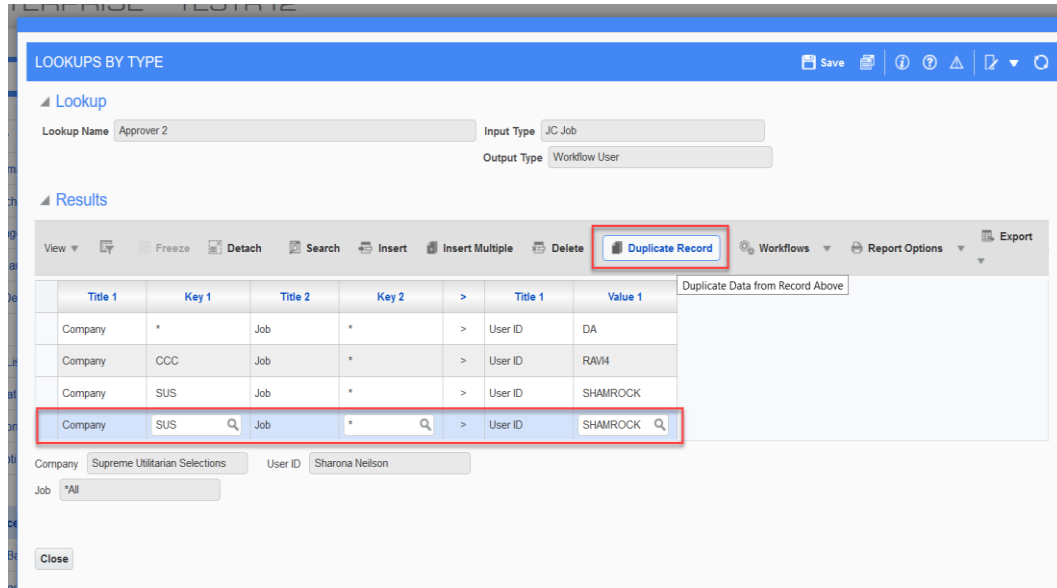 TESTR12
LOOKUPS BY TYPE
Save
Lookup
Lookup Name Approver 2 Input Type JC Job
Output Type Workflow User
Results
View Freeze Detach Search Insert Insert Multiple Delete Duplicate Record Workflows Report Options Export
Duplicate Data from Record Above
Title 1 Key 1 Title 2 Key 2 > Title 1 Value 1
Company * Job * > User ID DA
Company CCC Job * > User ID RAVI4
Company SUS Job * > User ID SHAMROCK
Company SUS Job * > User ID SHAMROCK
Company Supreme Utilitarian Selections User ID Sharona Neilson
Job *All
Close